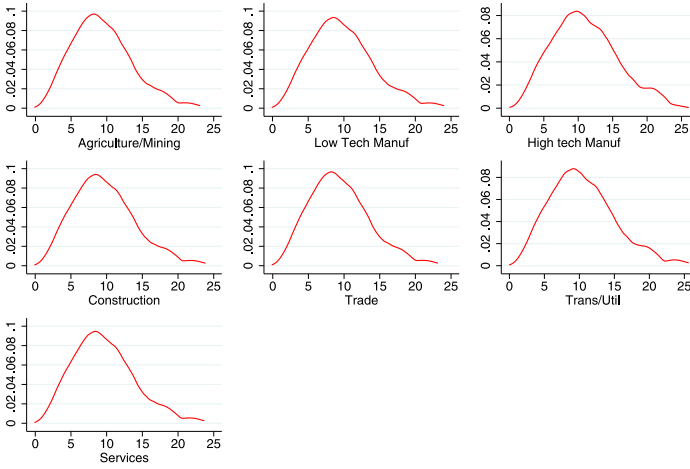 0 .02 .04 .06 .08 .1
0 5 10 15 20 25
Agriculture/Mining
0 .02 .04 .06 .08 .1
0 5 10 15 20 25
Low Tech Manuf
0 .02 .04 .06 .08
0 5 10 15 20 25
High tech Manuf
0 .02 .04 .06 .08 .1
0 5 10 15 20 25
Construction
0 .02 .04 .06 .08 .1
0 5 10 15 20 25
Trade
0 .02 .04 .06 .08
0 5 10 15 20 25
Trans/Util
0 .02 .04 .06 .08 .1
0 5 10 15 20 25
Services